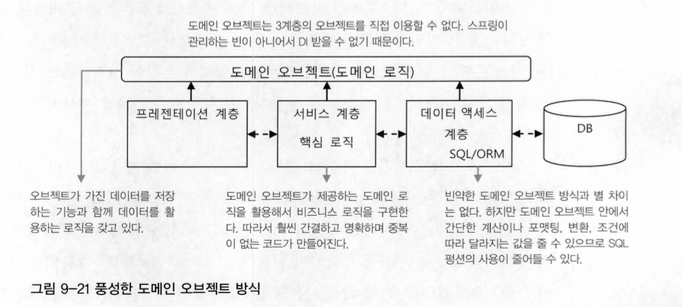 도메인 오브젝트는 3계층의 오브젝트를 직접 이용할 수 없다. 스프링이
관리하는 빈이 아니어서 DI 받을 수 없기 때문이다.
도메인 오브젝트(도메인 로직)
프레젠테이션 계층
서비스 계층
핵심 로직
데이터 액세스
계층
SQL/ORM
DB
오브젝트가 가진 데이터를 저장
하는 기능과 함께 데이터를 활
용하는 로직을 갖고 있다.
도메인 오브젝트가 제공하는 도메인 로
직을 활용해서 비즈니스 로직을 구현한
다. 따라서 훨씬 간결하고 명확하며 중복
이 없는 코드가 만들어진다.
빈약한 도메인 오브젝트 방식과 별 차이
는 없다. 하지만 도메인 오브젝트 안에서
간단한 계산이나 포맷팅, 변환, 조건에
따라 달라지는 값을 줄 수 있으므로 SQL
펑션의 사용이 줄어들 수 있다.
그림 9-21 풍성한 도메인 오브젝트 방식